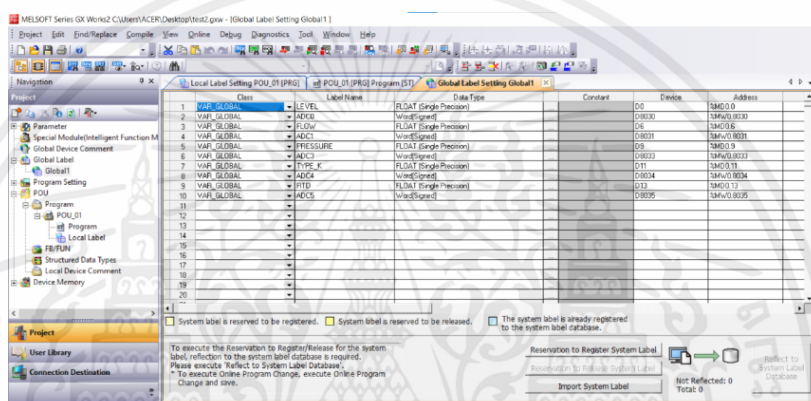 MELSOFT Series GX Works2 C:\Users\ACER\Desktop\test2.gxw - [Global Label Setting Global1 ]
Project Edit Find/Replace Compile View Online Debug Diagnostics Tool Window Help
Navigation
Local Label Setting POU_01 [PRG] POU_01 [PRG] Program [ST] Global Label Setting Global1
Project
Parameter
Special Module(Intelligent Function M
Global Device Comment
Global Label
Global1
Program Setting
POU
Program
POU_01
Program
Local Label
FB/FUN
Structured Data Types
Local Device Comment
Device Memory
Class Label Name Data Type Constant Device Address
1 VAR_GLOBAL LEVEL FLOAT (Single Precision) D0 %MD0.0
2 VAR_GLOBAL ADC0 Word[Signed] D8030 %MW0.8030
3 VAR_GLOBAL FLOW FLOAT (Single Precision) D6 %MD0.6
4 VAR_GLOBAL ADC1 Word[Signed] D8031 %MW0.8031
5 VAR_GLOBAL PRESSURE FLOAT (Single Precision) D9 %MD0.9
6 VAR_GLOBAL ADC3 Word[Signed] D8033 %MW0.8033
7 VAR_GLOBAL TYPE_K FLOAT (Single Precision) D11 %MD0.11
8 VAR_GLOBAL ADC4 Word[Signed] D8034 %MW0.8034
9 VAR_GLOBAL RTD FLOAT (Single Precision) D13 %MD0.13
10 VAR_GLOBAL ADC5 Word[Signed] D8035 %MW0.8035
11
12
13
14
15
16
17
18
19
20
System label is reserved to be registered. System label is reserved to be released. The system label is already registered
to the system label database.
Project
User Library
Connection Destination
To execute the Reservation to Register/Release for the system
label, reflection to the system label database is required.
Please execute 'Reflect to System Label Database'.
* To execute Online Program Change, execute Online Program
Change and save.
Reservation to Register System Label
Reservation to Release System Label
Import System Label
Not Reflected: 0
Total: 0
Reflect to
System Label
Database